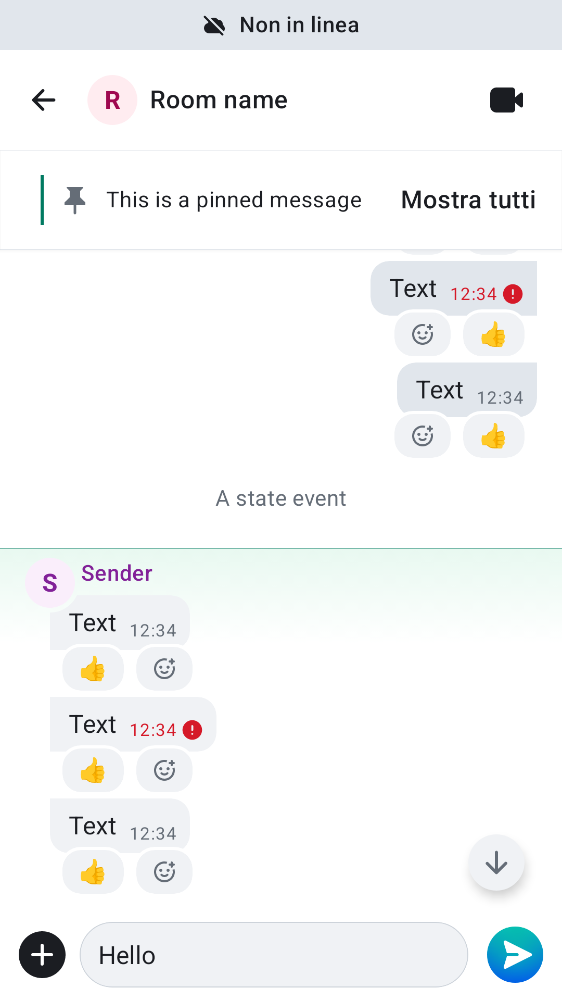 Non in linea
R Room name
This is a pinned message Mostra tutti
Text 12:34
Text 12:34
A state event
S Sender
Text 12:34
Text 12:34
Text 12:34
Hello